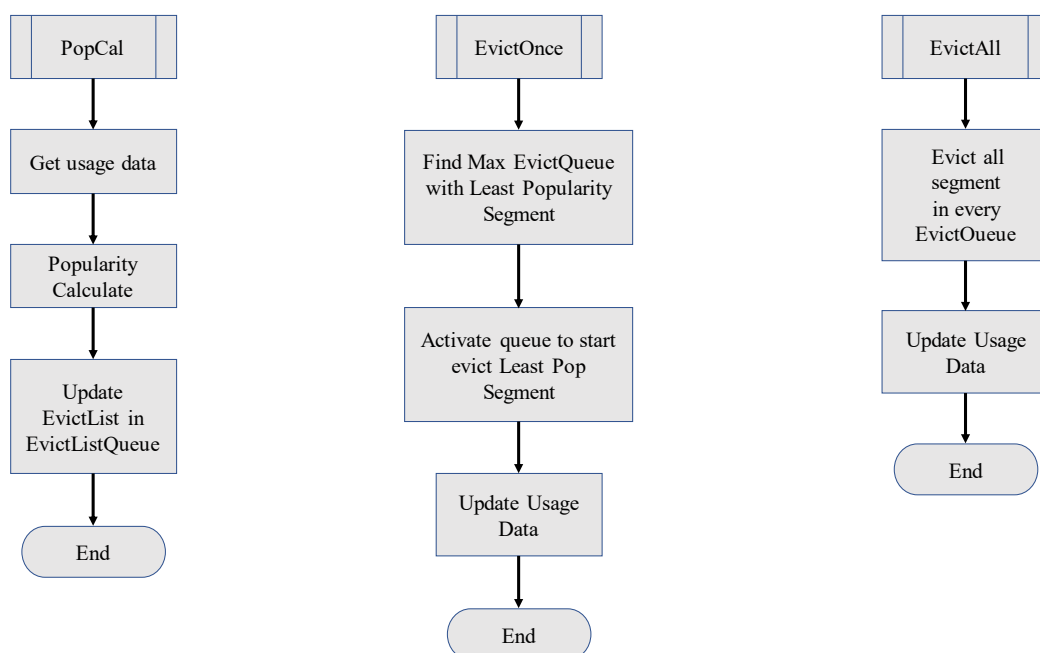 PopCal
Get usage data
Popularity
Calculate
Update
EvictList in
EvictListQueue
End
EvictOnce
Find Max EvictQueue
with Least Popularity
Segment
Activate queue to start
evict Least Pop
Segment
Update Usage
Data
End
EvictAll
Evict all
segment
in every
EvictOueue
Update Usage
Data
End